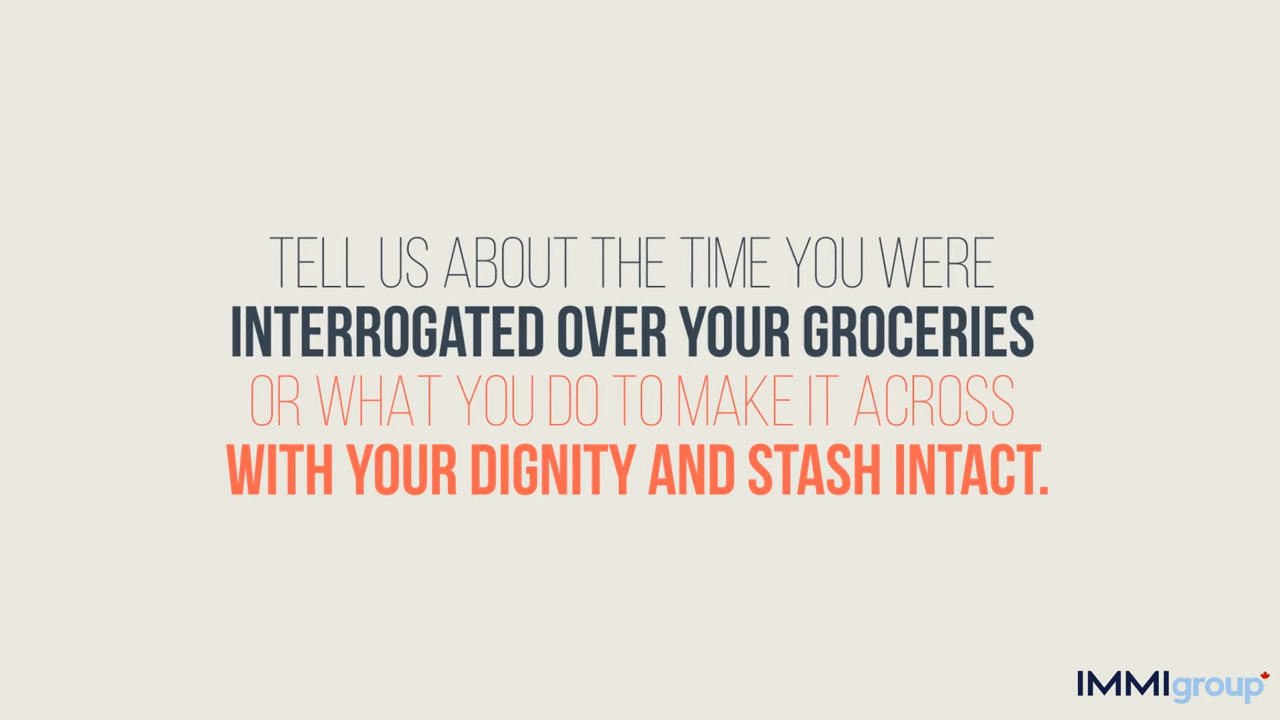 TELL US ABOUT THE TIME YOU WERE
INTERROGATED OVER YOUR GROCERIES
OR WHAT YOU DO TO MAKE IT ACROSS
WITH YOUR DIGNITY AND STASH INTACT.
IMMIgroup